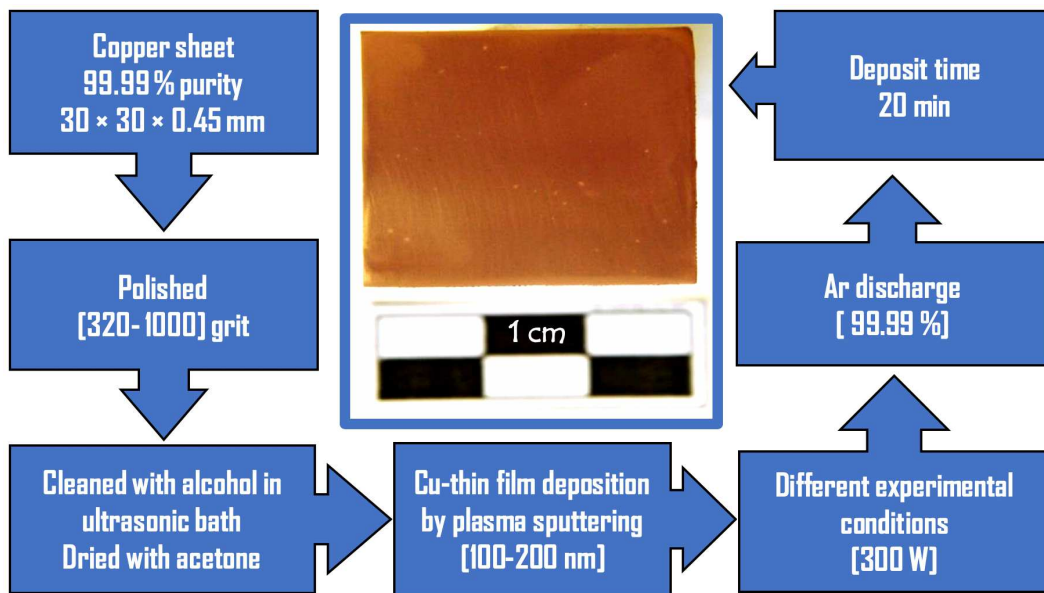 Copper sheet
99.99 % purity
30 × 30 × 0.45 mm
Polished
[320-1000] grit
Cleaned with alcohol in
ultrasonic bath
Dried with acetone
Cu-thin film deposition
by plasma sputtering
[100-200 nm]
Different experimental
conditions
[300 W]
Ar discharge
[ 99.99 %]
Deposit time
20 min
1 cm